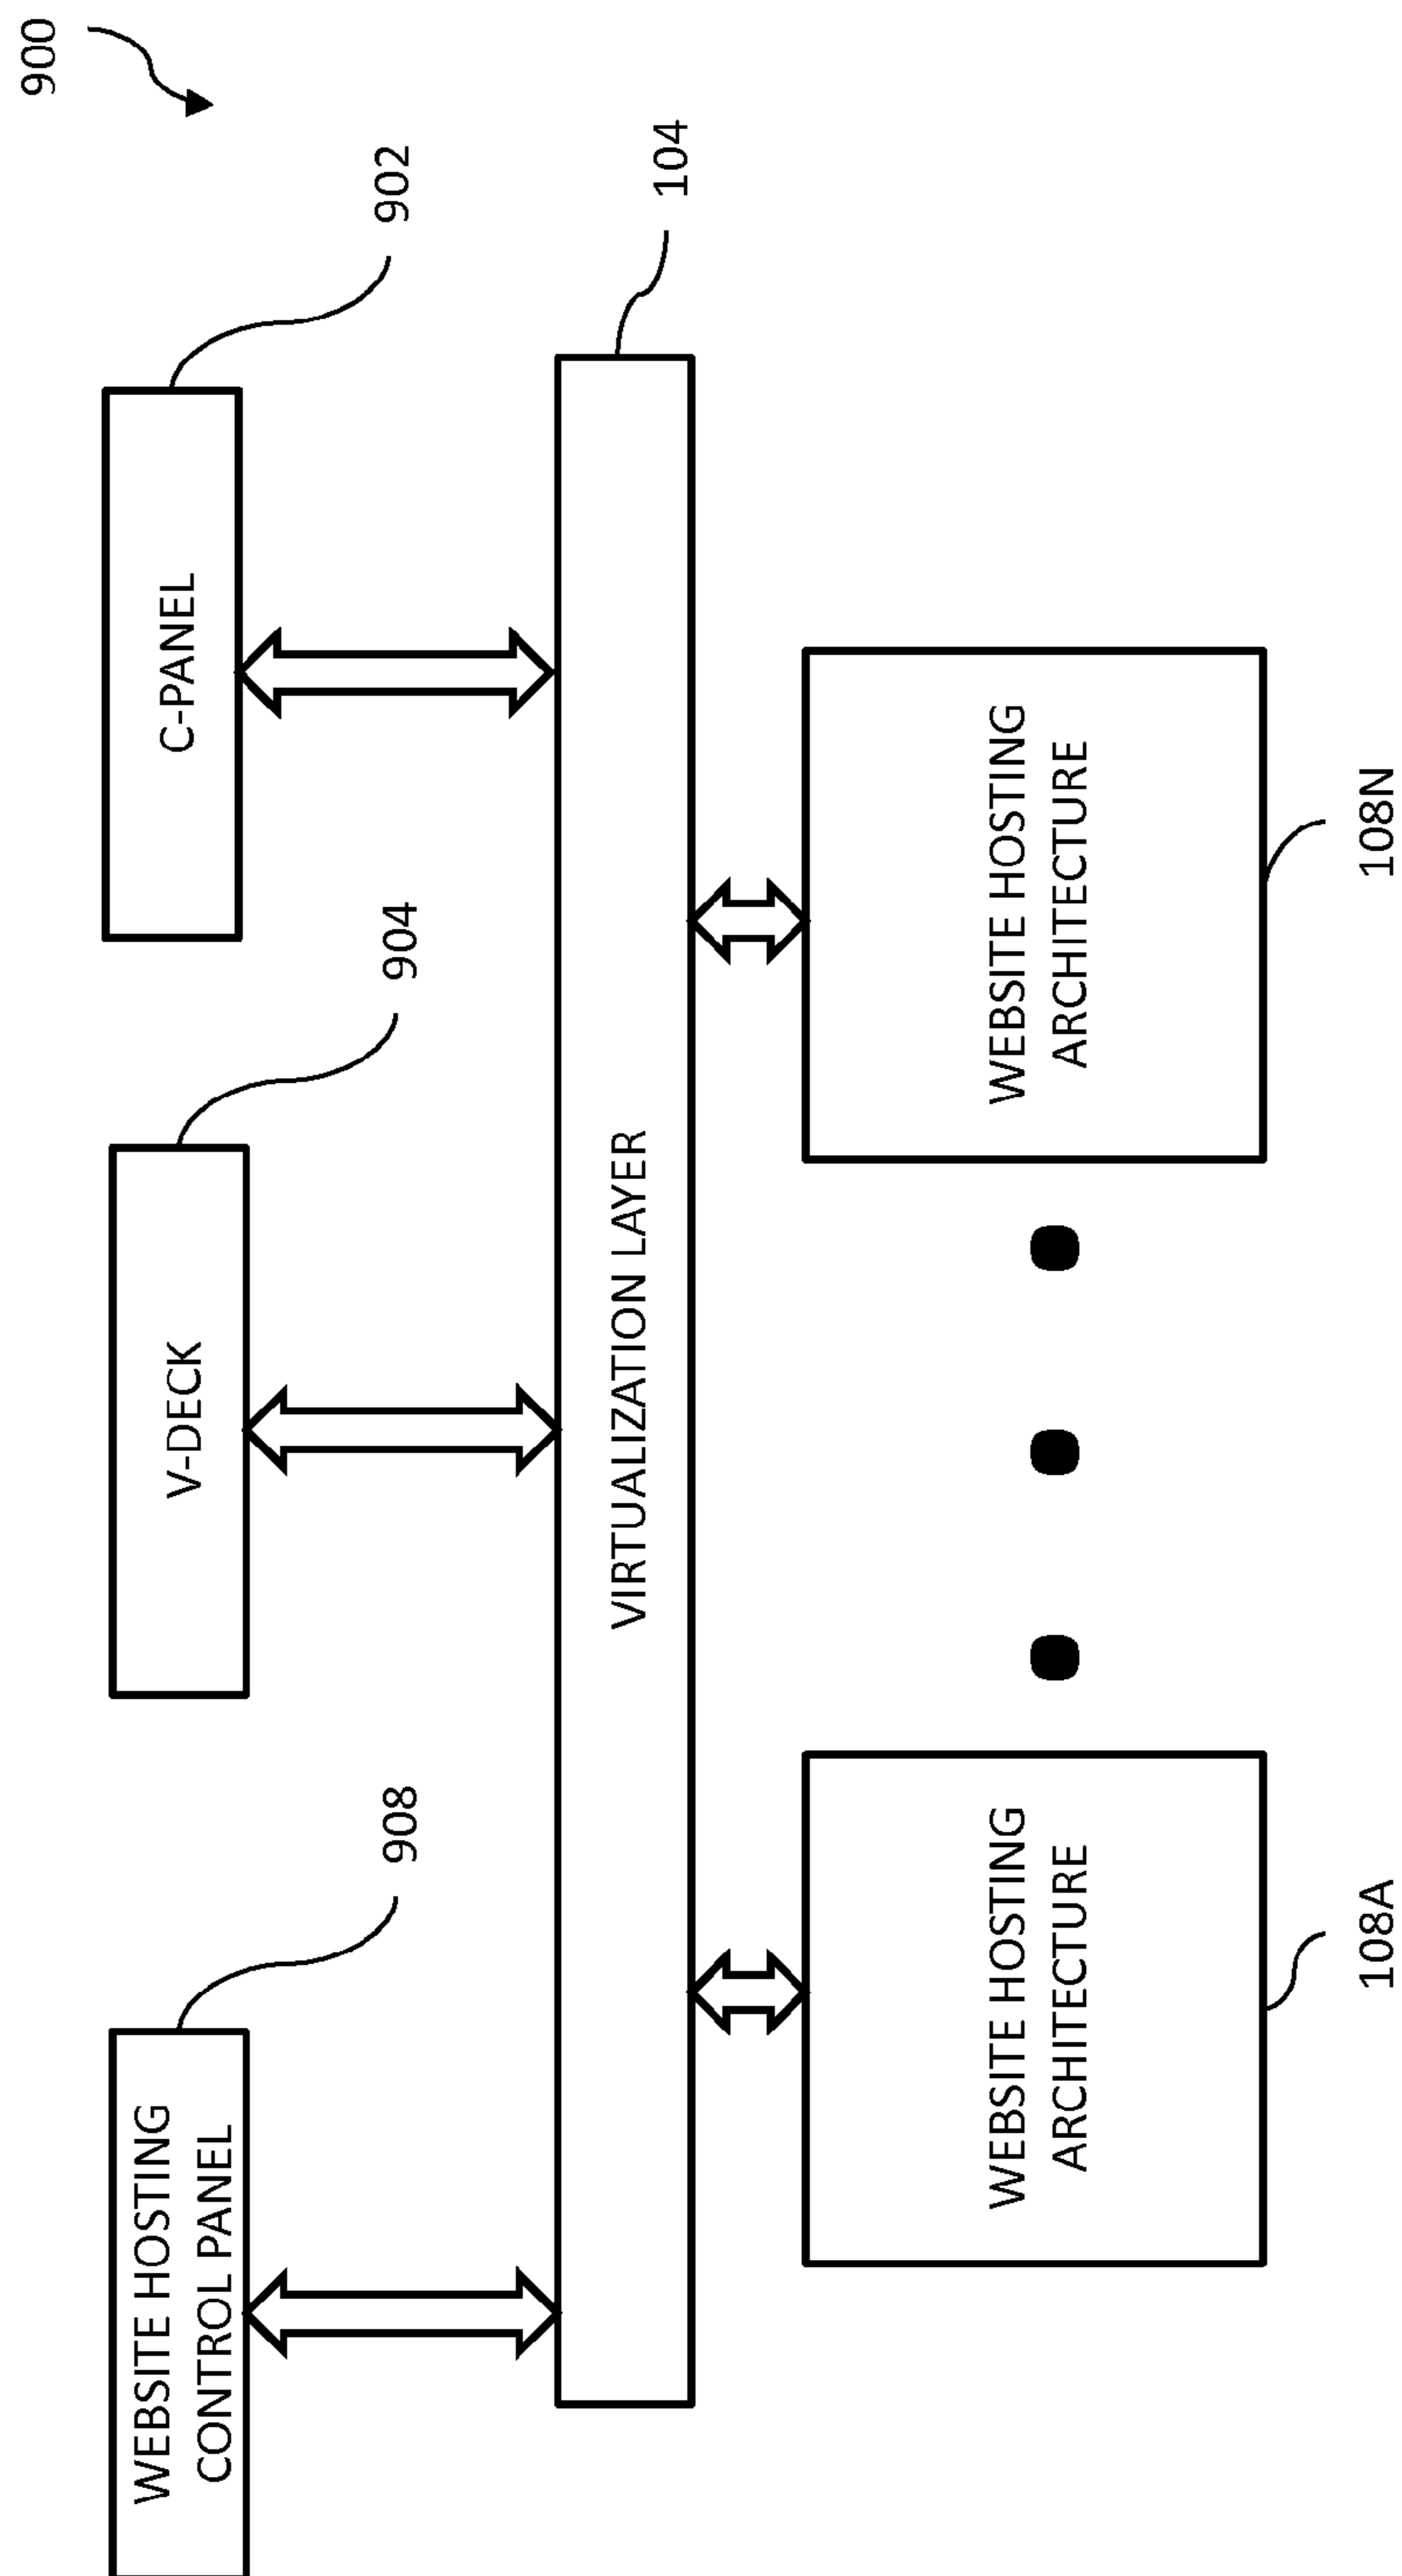 900
WEBSITE HOSTING
CONTROL PANEL
908
V-DECK
904
C-PANEL
902
VIRTUALIZATION LAYER
104
WEBSITE HOSTING
ARCHITECTURE
108A
WEBSITE HOSTING
ARCHITECTURE
108N